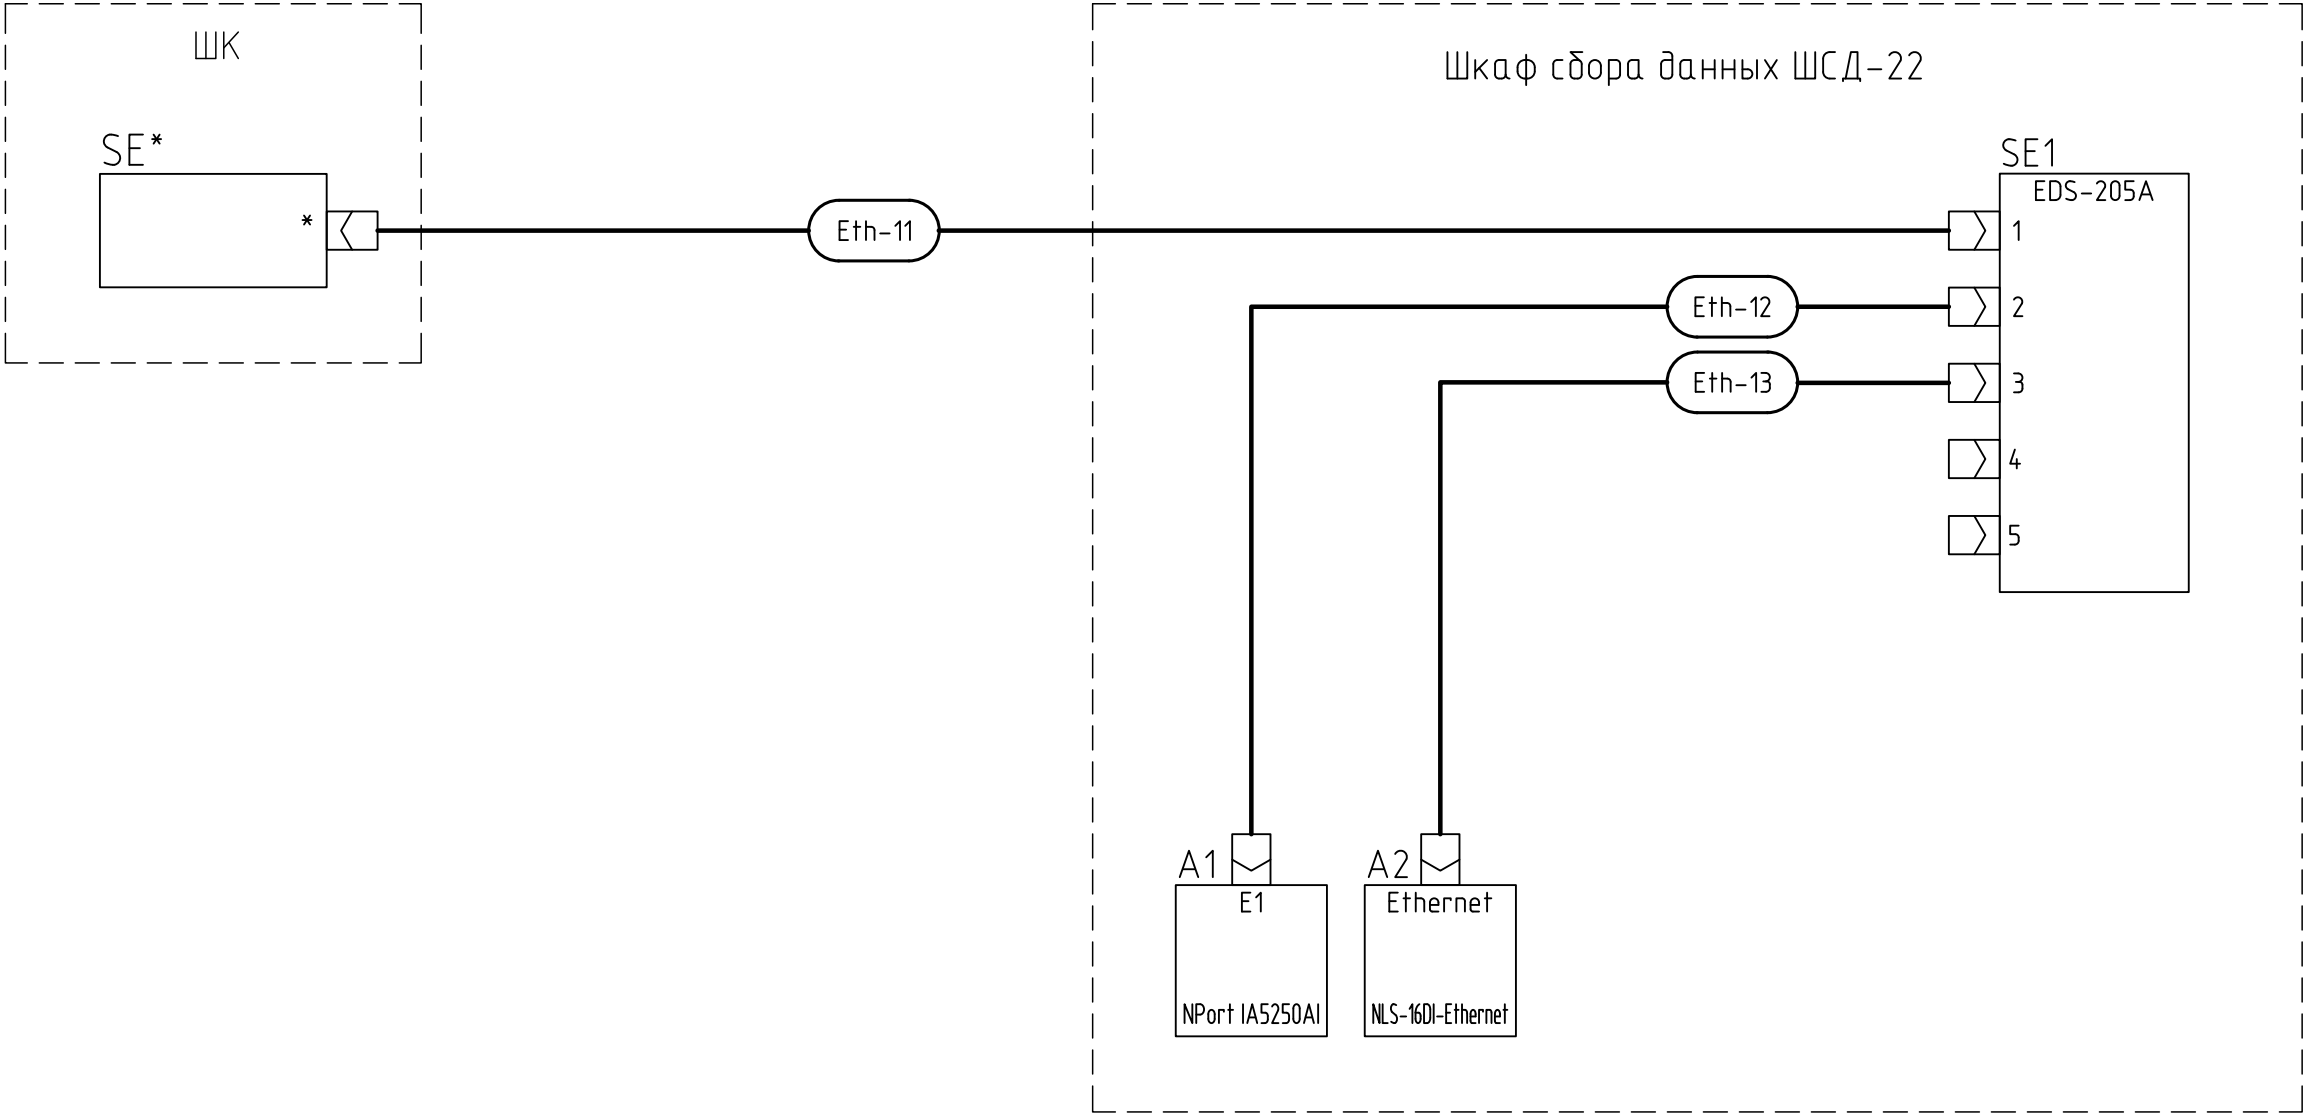 ШК
Шкаф сбора данных ШСД-22
SE*
*
Eth-11
SE1
EDS-205A
1
Eth-12
2
Eth-13
3
4
5
A1
E1
NPort IA5250AI
A2
Ethernet
NLS-16DI-Ethernet